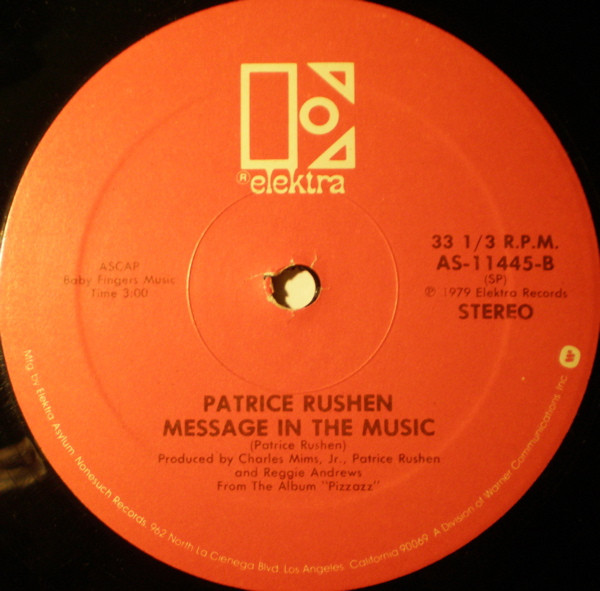 ® elektra
33 1/3 R.P.M.
AS-11445-B
(SP)
℗ 1979 Elektra Records
STEREO
ASCAP
Baby Fingers Music
Time 3:00
PATRICE RUSHEN
MESSAGE IN THE MUSIC
(Patrice Rushen)
Produced by Charles Mims, Jr., Patrice Rushen
and Reggie Andrews
From The Album "Pizzazz"
Mfg. by Elektra Asylum Nonesuch Records, 962 North La Cienega Blvd. Los Angeles, California 90069. A Division of Warner Communications Inc.